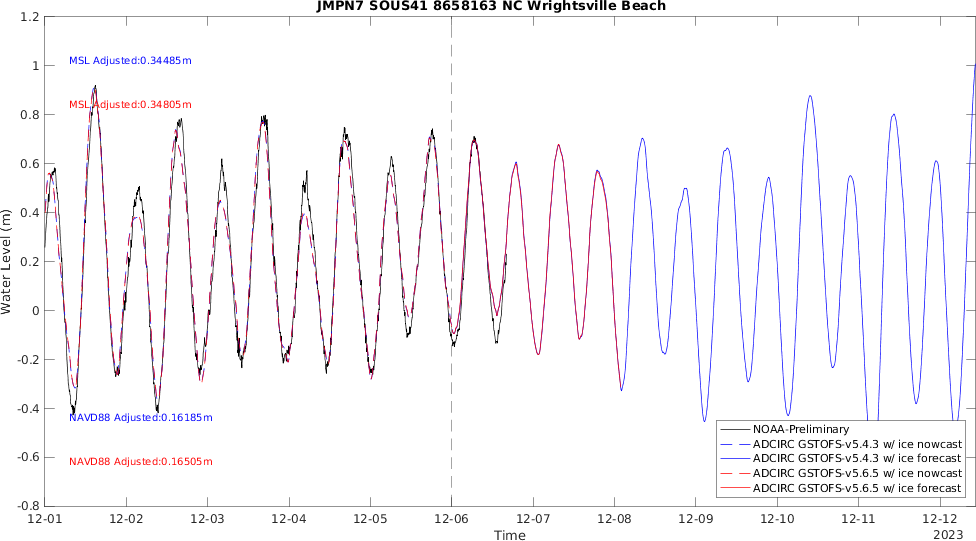 JMPN7 SOUS41 8658163 NC Wrightsville Beach
1.2
1
0.8
0.6
0.4
0.2
0
-0.2
-0.4
-0.6
-0.8
Water Level (m)
MSL Adjusted:0.34485m
MSL Adjusted:0.34805m
NAVD88 Adjusted:0.16185m
NAVD88 Adjusted:0.16505m
NOAA-Preliminary
ADCIRC GSTOFS-v5.4.3 w/ ice nowcast
ADCIRC GSTOFS-v5.4.3 w/ ice forecast
ADCIRC GSTOFS-v5.6.5 w/ ice nowcast
ADCIRC GSTOFS-v5.6.5 w/ ice forecast
12-01 12-02 12-03 12-04 12-05 12-06 12-07 12-08 12-09 12-10 12-11 12-12
Time
2023